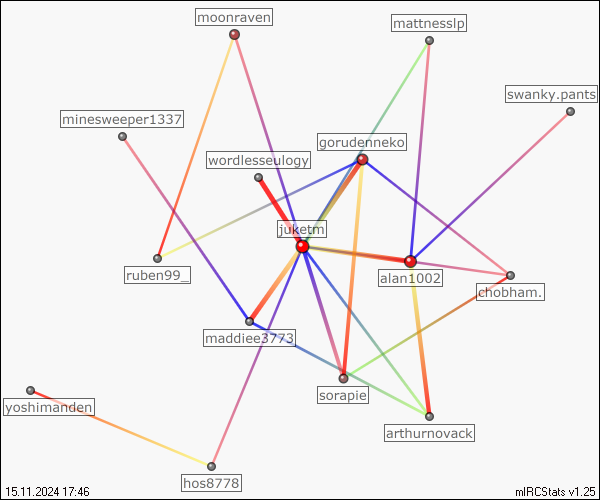 moonraven
mattnesslp
swanky.pants
minesweeper1337
gorudenneko
wordlesseulogy
juketm
ruben99_
alan1002
chobham.
maddiee3773
sorapie
yoshimanden
arthurnovack
hos8778
15.11.2024 17:46
mIRCStats v1.25